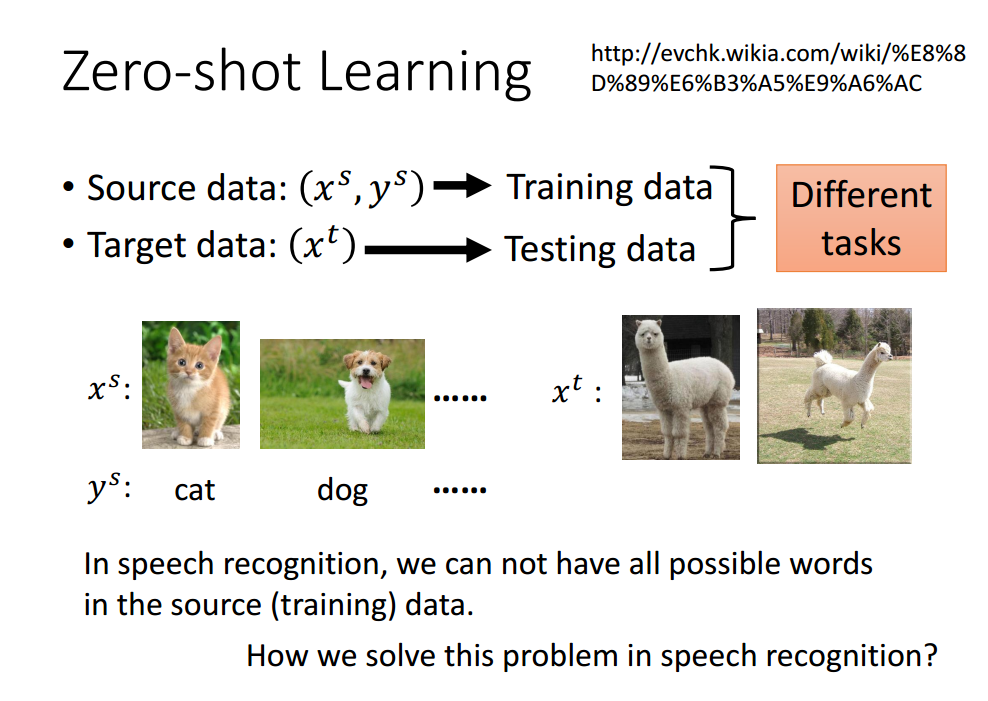 Zero-shot Learning
http://evchk.wikia.com/wiki/%E8%8
D%89%E6%B3%A5%E9%A6%AC
• Source data: (x^s, y^s) Training data
• Target data: (x^t) Testing data
Different
tasks
x^s:
......
x^t :
y^s: cat dog ......
In speech recognition, we can not have all possible words
in the source (training) data.
How we solve this problem in speech recognition?